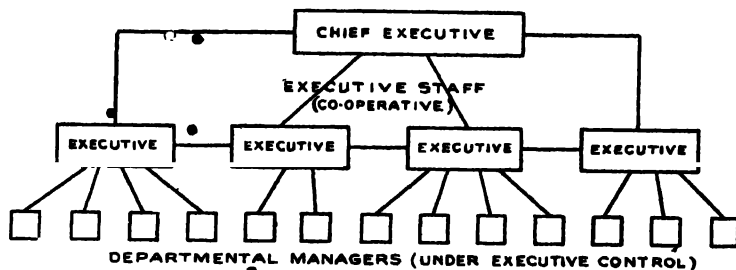 CHIEF EXECUTIVE
EXECUTIVE STAFF
(CO-OPERATIVE)
EXECUTIVE EXECUTIVE EXECUTIVE EXECUTIVE
DEPARTMENTAL MANAGERS (UNDER EXECUTIVE CONTROL)